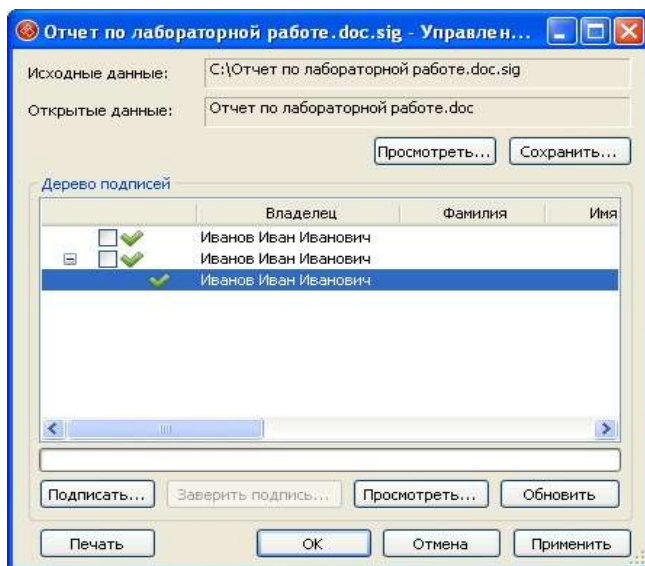 Отчет по лабораторной работе.doc.sig - Управлен...
Исходные данные: C:\Отчет по лабораторной работе.doc.sig
Открытые данные: Отчет по лабораторной работе.doc
Просмотреть... Сохранить...
Дерево подписей
Владелец Фамилия Имя
Иванов Иван Иванович
Иванов Иван Иванович
Иванов Иван Иванович
Подписать... Заверить подпись... Просмотреть... Обновить
Печать ОК Отмена Применить